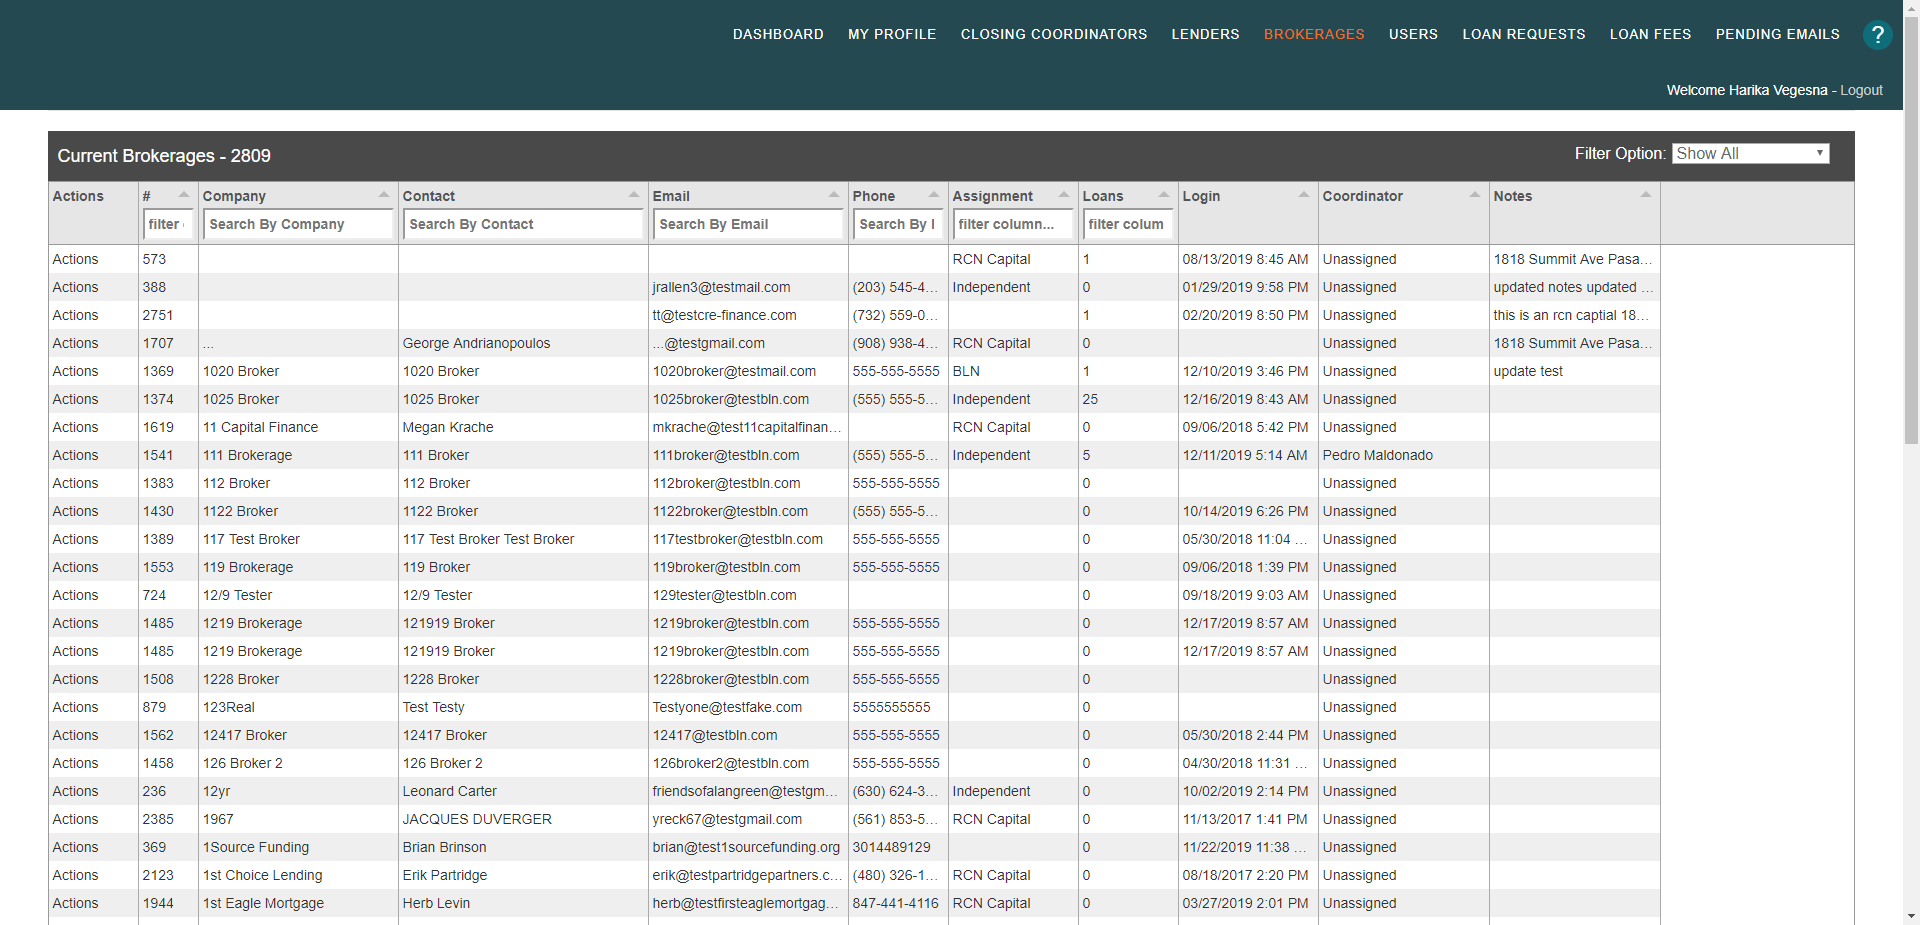 DASHBOARD MY PROFILE CLOSING COORDINATORS LENDERS BROKERAGES USERS LOAN REQUESTS LOAN FEES PENDING EMAILS ?
Welcome Harika Vegesna - Logout
Current Brokerages - 2809 Filter Option: Show All
Actions # Company Contact Email Phone Assignment Loans Login Coordinator Notes
filter Search By Company Search By Contact Search By Email Search By filter column... filter colum
Actions 573 RCN Capital 1 08/13/2019 8:45 AM Unassigned 1818 Summit Ave Pasa...
Actions 388 jrallen3@testmail.com (203) 545-4... Independent 0 01/29/2019 9:58 PM Unassigned updated notes updated ...
Actions 2751 tt@testcre-finance.com (732) 559-0... 1 02/20/2019 8:50 PM Unassigned this is an rcn captial 18...
Actions 1707 ... George Andrianopoulos ...@testgmail.com (908) 938-4... RCN Capital 0 Unassigned 1818 Summit Ave Pasa...
Actions 1369 1020 Broker 1020 Broker 1020broker@testmail.com 555-555-5555 BLN 1 12/10/2019 3:46 PM Unassigned update test
Actions 1374 1025 Broker 1025 Broker 1025broker@testbln.com (555) 555-5... Independent 25 12/16/2019 8:43 AM Unassigned
Actions 1619 11 Capital Finance Megan Krache mkrache@test11capitalfinan... RCN Capital 0 09/06/2018 5:42 PM Unassigned
Actions 1541 111 Brokerage 111 Broker 111broker@testbln.com (555) 555-5... Independent 5 12/11/2019 5:14 AM Pedro Maldonado
Actions 1383 112 Broker 112 Broker 112broker@testbln.com 555-555-5555 0 Unassigned
Actions 1430 1122 Broker 1122 Broker 1122broker@testbln.com (555) 555-5... 0 10/14/2019 6:26 PM Unassigned
Actions 1389 117 Test Broker 117 Test Broker Test Broker 117testbroker@testbln.com 555-555-5555 0 05/30/2018 11:04 ... Unassigned
Actions 1553 119 Brokerage 119 Broker 119broker@testbln.com 555-555-5555 0 09/06/2018 1:39 PM Unassigned
Actions 724 12/9 Tester 12/9 Tester 129tester@testbln.com 0 09/18/2019 9:03 AM Unassigned
Actions 1485 1219 Brokerage 121919 Broker 1219broker@testbln.com 555-555-5555 0 12/17/2019 8:57 AM Unassigned
Actions 1485 1219 Brokerage 121919 Broker 1219broker@testbln.com 555-555-5555 0 12/17/2019 8:57 AM Unassigned
Actions 1508 1228 Broker 1228 Broker 1228broker@testbln.com 555-555-5555 0 Unassigned
Actions 879 123Real Test Testy Testyone@testfake.com 5555555555 0 Unassigned
Actions 1562 12417 Broker 12417 Broker 12417@testbln.com 555-555-5555 0 05/30/2018 2:44 PM Unassigned
Actions 1458 126 Broker 2 126 Broker 2 126broker2@testbln.com 555-555-5555 0 04/30/2018 11:31 ... Unassigned
Actions 236 12yr Leonard Carter friendsofalangreen@testgm... (630) 624-3... Independent 0 10/02/2019 2:14 PM Unassigned
Actions 2385 1967 JACQUES DUVERGER yreck67@testgmail.com (561) 853-5... RCN Capital 0 11/13/2017 1:41 PM Unassigned
Actions 369 1Source Funding Brian Brinson brian@test1sourcefunding.org 3014489129 0 11/22/2019 11:38 ... Unassigned
Actions 2123 1st Choice Lending Erik Partridge erik@testpartridgepartners.c... (480) 326-1... RCN Capital 0 08/18/2017 2:20 PM Unassigned
Actions 1944 1st Eagle Mortgage Herb Levin herb@testfirsteaglemortgag... 847-441-4116 RCN Capital 0 03/27/2019 2:01 PM Unassigned